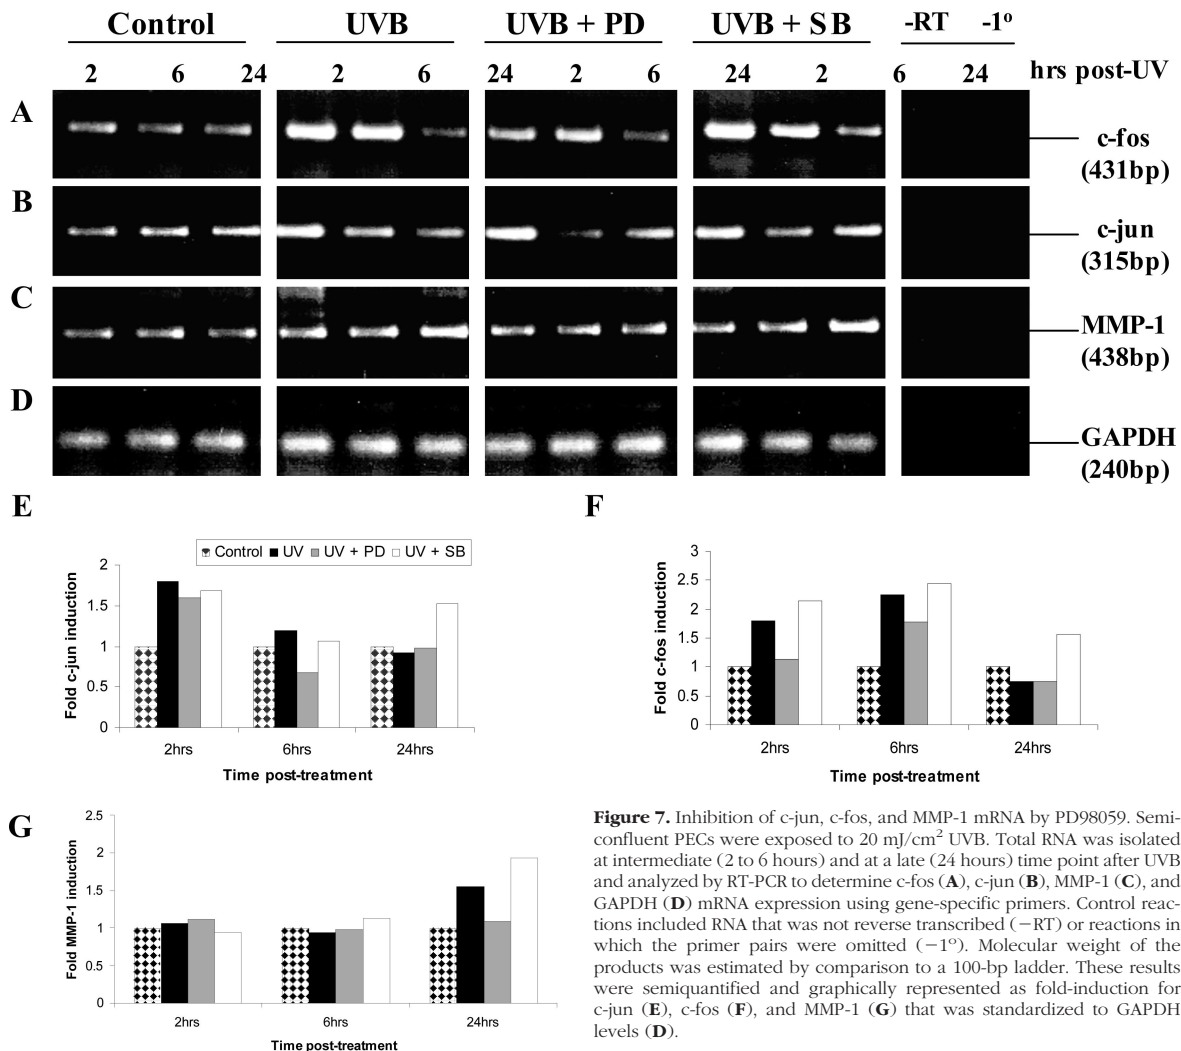 Control UVB UVB + PD UVB + SB -RT -1º
2 6 24 2 6 24 2 6 24 2 6 24 hrs post-UV
A
c-fos
(431bp)
B
c-jun
(315bp)
C
MMP-1
(438bp)
D
GAPDH
(240bp)
E
Control UV UV + PD UV + SB
Fold c-jun induction
2
1.5
1
0.5
0
2hrs 6hrs 24hrs
Time post-treatment
F
Fold c-fos induction
3
2.5
2
1.5
1
0.5
0
2hrs 6hrs 24hrs
Time post-treatment
G
Fold MMP-1 induction
2.5
2
1.5
1
0.5
0
2hrs 6hrs 24hrs
Time post-treatment
Figure 7. Inhibition of c-jun, c-fos, and MMP-1 mRNA by PD98059. Semi-
confluent PECs were exposed to 20 mJ/cm² UVB. Total RNA was isolated
at intermediate (2 to 6 hours) and at a late (24 hours) time point after UVB
and analyzed by RT-PCR to determine c-fos (A), c-jun (B), MMP-1 (C), and
GAPDH (D) mRNA expression using gene-specific primers. Control reac-
tions included RNA that was not reverse transcribed (−RT) or reactions in
which the primer pairs were omitted (−1º). Molecular weight of the
products was estimated by comparison to a 100-bp ladder. These results
were semiquantified and graphically represented as fold-induction for
c-jun (E), c-fos (F), and MMP-1 (G) that was standardized to GAPDH
levels (D).